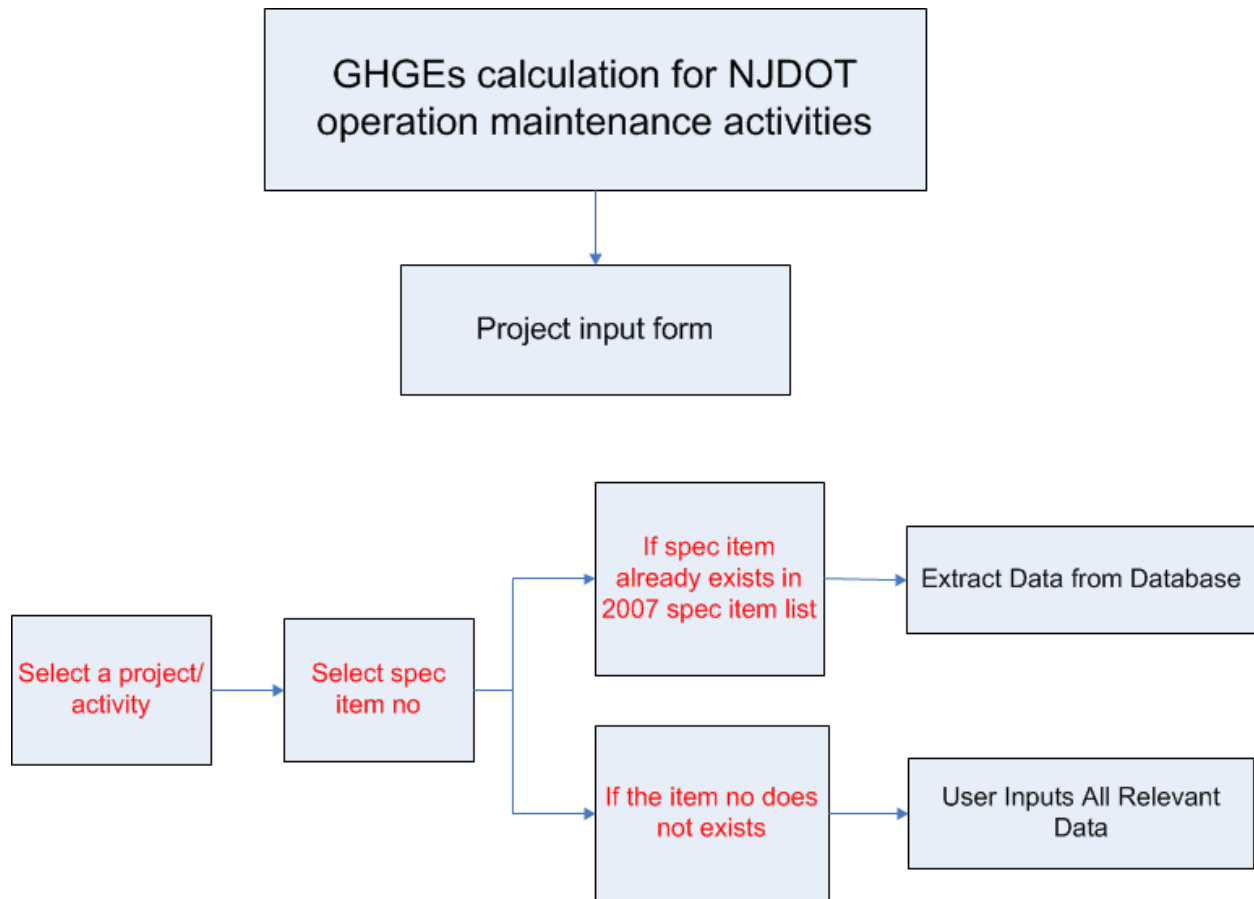 GHGEs calculation for NJDOT
operation maintenance activities
Project input form
Select a project/
activity
Select spec
item no
If spec item
already exists in
2007 spec item list
Extract Data from Database
If the item no does
not exists
User Inputs All Relevant
Data